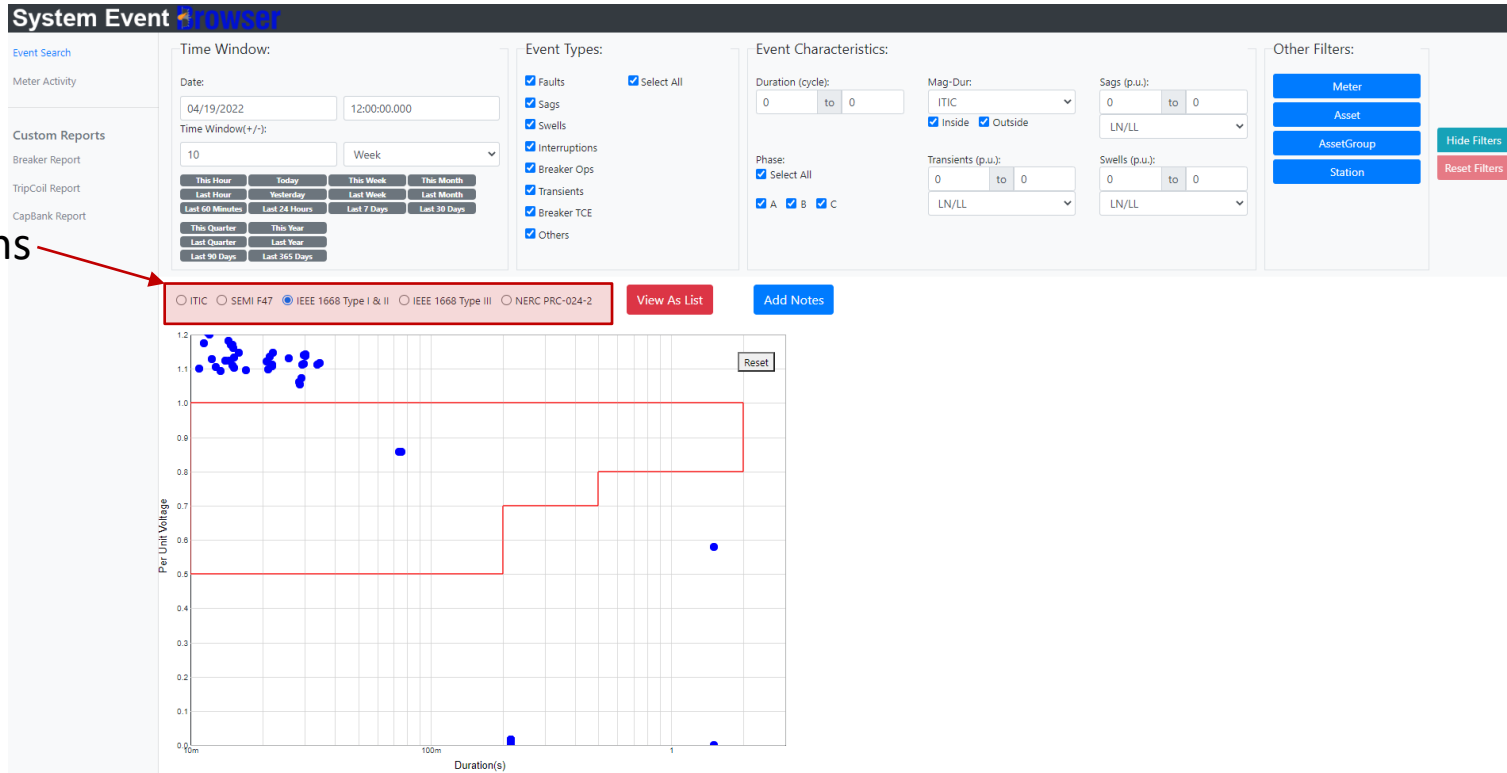 System Event Browser
Event Search
Meter Activity
Custom Reports
Breaker Report
TripCoil Report
CapBank Report
ns
Time Window:
Date:
04/19/2022 12:00:00.000
Time Window(+/-):
10 Week
This Hour Today This Week This Month
Last Hour Yesterday Last Week Last Month
Last 60 Minutes Last 24 Hours Last 7 Days Last 30 Days
This Quarter This Year
Last Quarter Last Year
Last 90 Days Last 365 Days
Event Types:
Faults Select All
Sags
Swells
Interruptions
Breaker Ops
Transients
Breaker TCE
Others
Event Characteristics:
Duration (cycle): Mag-Dur: Sags (p.u.):
0 to 0 ITIC 0 to 0
Inside Outside LN/LL
Phase: Transients (p.u.): Swells (p.u.):
Select All 0 to 0 0 to 0
A B C LN/LL LN/LL
Other Filters:
Meter
Asset
AssetGroup
Station
Hide Filters
Reset Filters
ITIC SEMI F47 IEEE 1668 Type I & II IEEE 1668 Type III NERC PRC-024-2 View As List Add Notes
Reset
Per Unit Voltage
1.2
1.1
1.0
0.9
0.8
0.7
0.6
0.5
0.4
0.3
0.2
0.1
0.0
10m 100m 1
Duration(s)